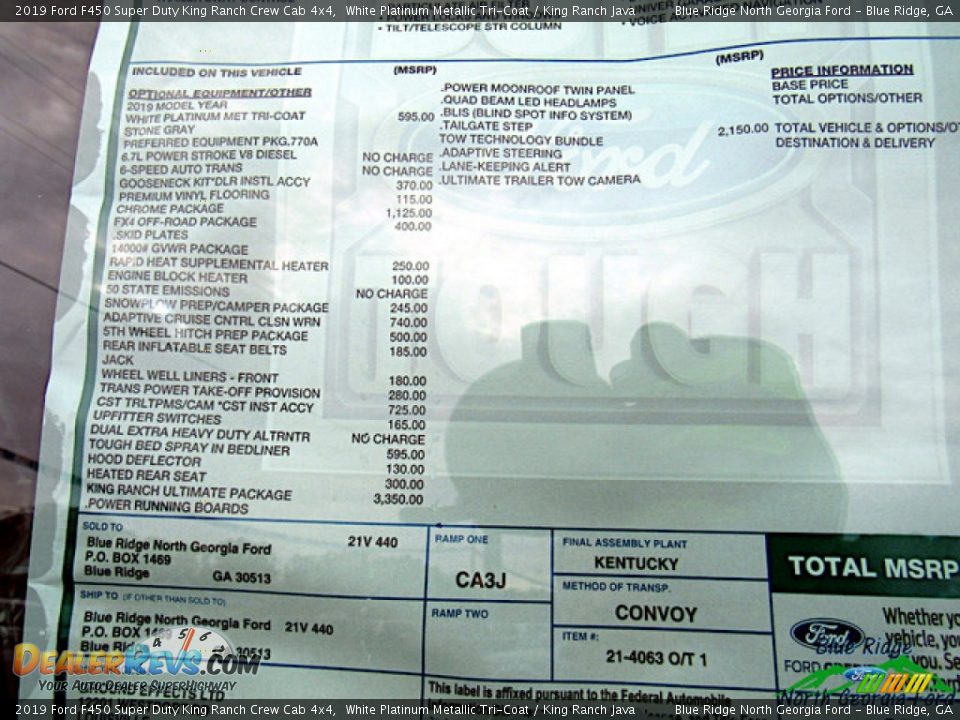 2019 Ford F450 Super Duty King Ranch Crew Cab 4x4, White Platinum Metallic Tri-Coat / King Ranch Java Blue Ridge North Georgia Ford - Blue Ridge, GA
• POWER LOCKS AND WINDOWS
• TILT/TELESCOPE STR COLUMN
INCLUDED ON THIS VEHICLE (MSRP)
OPTIONAL EQUIPMENT/OTHER
2019 MODEL YEAR
WHITE PLATINUM MET TRI-COAT 595.00
STONE GRAY
PREFERRED EQUIPMENT PKG.770A
6.7L POWER STROKE V8 DIESEL NO CHARGE
6-SPEED AUTO TRANS NO CHARGE
GOOSENECK KIT*DLR INSTL ACCY 370.00
PREMIUM VINYL FLOORING 115.00
CHROME PACKAGE 1,125.00
FX4 OFF-ROAD PACKAGE 400.00
.SKID PLATES
14000# GVWR PACKAGE
RAPID HEAT SUPPLEMENTAL HEATER 250.00
ENGINE BLOCK HEATER 100.00
50 STATE EMISSIONS NO CHARGE
SNOWPLOW PREP/CAMPER PACKAGE 245.00
ADAPTIVE CRUISE CNTRL CLSN WRN 740.00
5TH WHEEL HITCH PREP PACKAGE 500.00
REAR INFLATABLE SEAT BELTS 185.00
JACK
WHEEL WELL LINERS - FRONT 180.00
TRANS POWER TAKE-OFF PROVISION 280.00
CST TRLTPMS/CAM *CST INST ACCY 725.00
UPFITTER SWITCHES 165.00
DUAL EXTRA HEAVY DUTY ALTRNTR NO CHARGE
TOUGH BED SPRAY IN BEDLINER 595.00
HOOD DEFLECTOR 130.00
HEATED REAR SEAT 300.00
KING RANCH ULTIMATE PACKAGE 3,350.00
.POWER RUNNING BOARDS
(MSRP)
.POWER MOONROOF TWIN PANEL
.QUAD BEAM LED HEADLAMPS
.BLIS (BLIND SPOT INFO SYSTEM)
.TAILGATE STEP 2,150.00
TOW TECHNOLOGY BUNDLE
.ADAPTIVE STEERING
.LANE-KEEPING ALERT
.ULTIMATE TRAILER TOW CAMERA
PRICE INFORMATION
BASE PRICE
TOTAL OPTIONS/OTHER
TOTAL VEHICLE & OPTIONS/OT
DESTINATION & DELIVERY
Ford
TOUGH
SOLD TO
Blue Ridge North Georgia Ford 21V 440
P.O. BOX 1469
Blue Ridge GA 30513
SHIP TO (IF OTHER THAN SOLD TO)
Blue Ridge North Georgia Ford 21V 440
P.O. BOX
30513
RAMP ONE
CA3J
RAMP TWO
FINAL ASSEMBLY PLANT
KENTUCKY
METHOD OF TRANSP.
CONVOY
ITEM #:
21-4063 O/T 1
TOTAL MSRP
Ford
Whether yo
vehicle, you
you. Se
FORD
This label is affixed pursuant to the Federal Automobile
4 5 6
DEALERREVS.COM
YOUR AUTO DEALER SUPERHIGHWAY
Blue Ridge
North Georgia Ford
2019 Ford F450 Super Duty King Ranch Crew Cab 4x4, White Platinum Metallic Tri-Coat / King Ranch Java Blue Ridge North Georgia Ford - Blue Ridge, GA